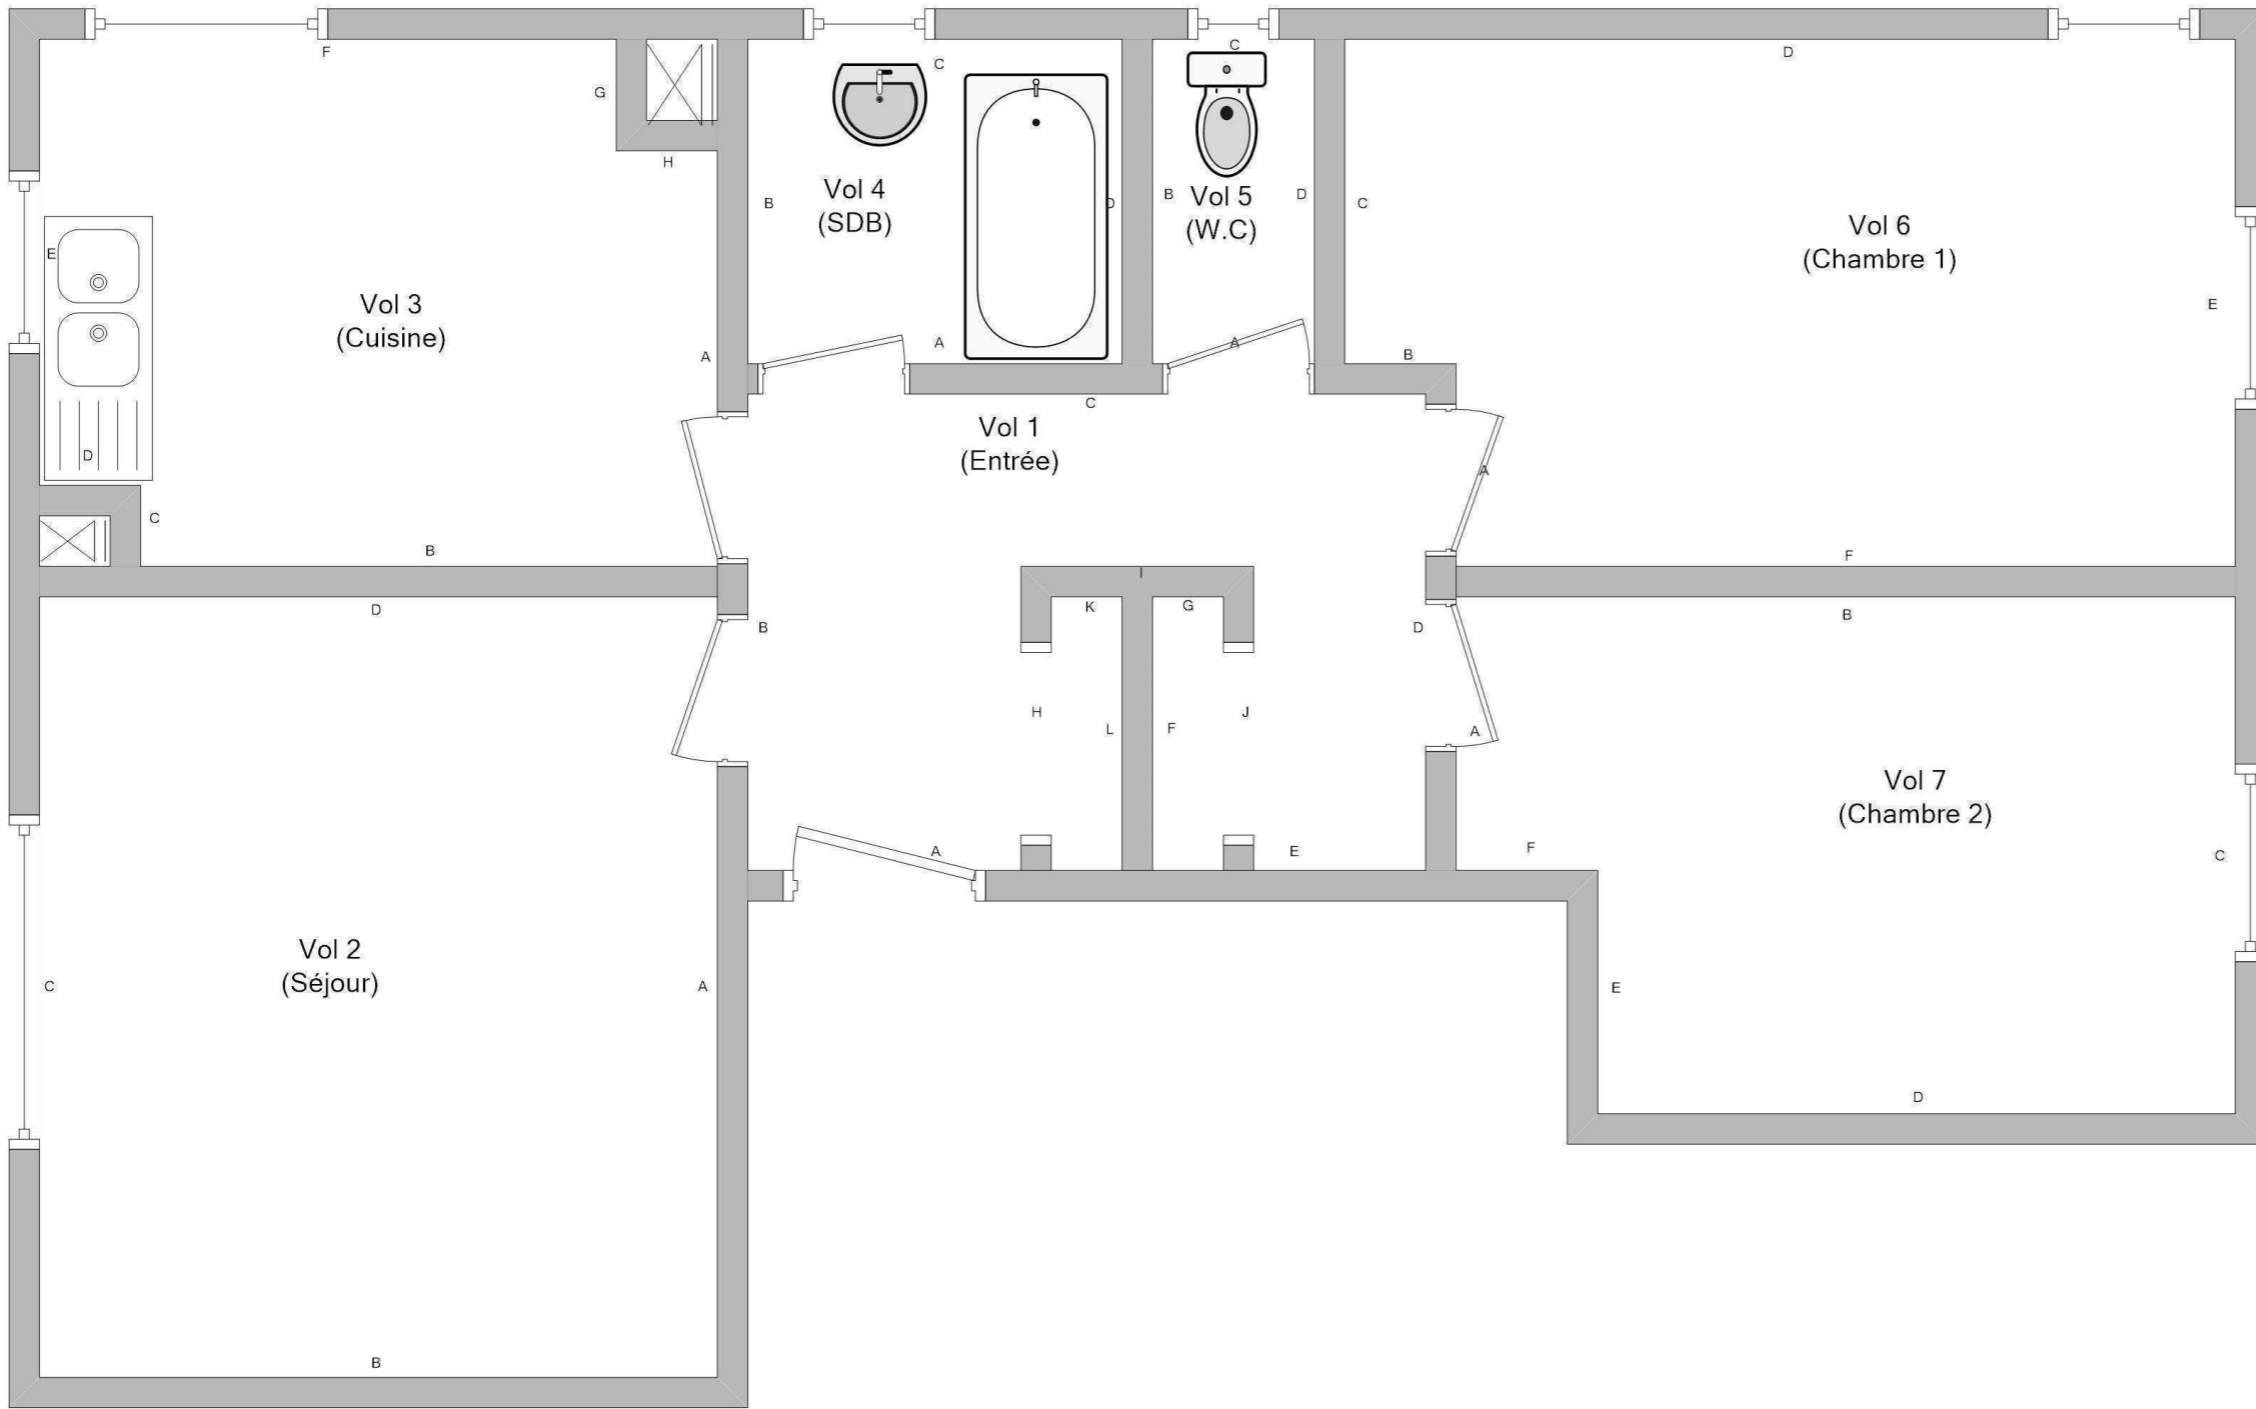 F
C
C
D
G
H
B
Vol 4
(SDB)
D
B
Vol 5
(W.C)
D
C
Vol 6
(Chambre 1)
E
Vol 3
(Cuisine)
E
A
A
A
B
C
Vol 1
(Entrée)
D
C
B
A
F
D
B
K
I
G
D
B
H
L
F
J
A
Vol 7
(Chambre 2)
A
E
F
C
Vol 2
(Séjour)
C
A
E
D
B